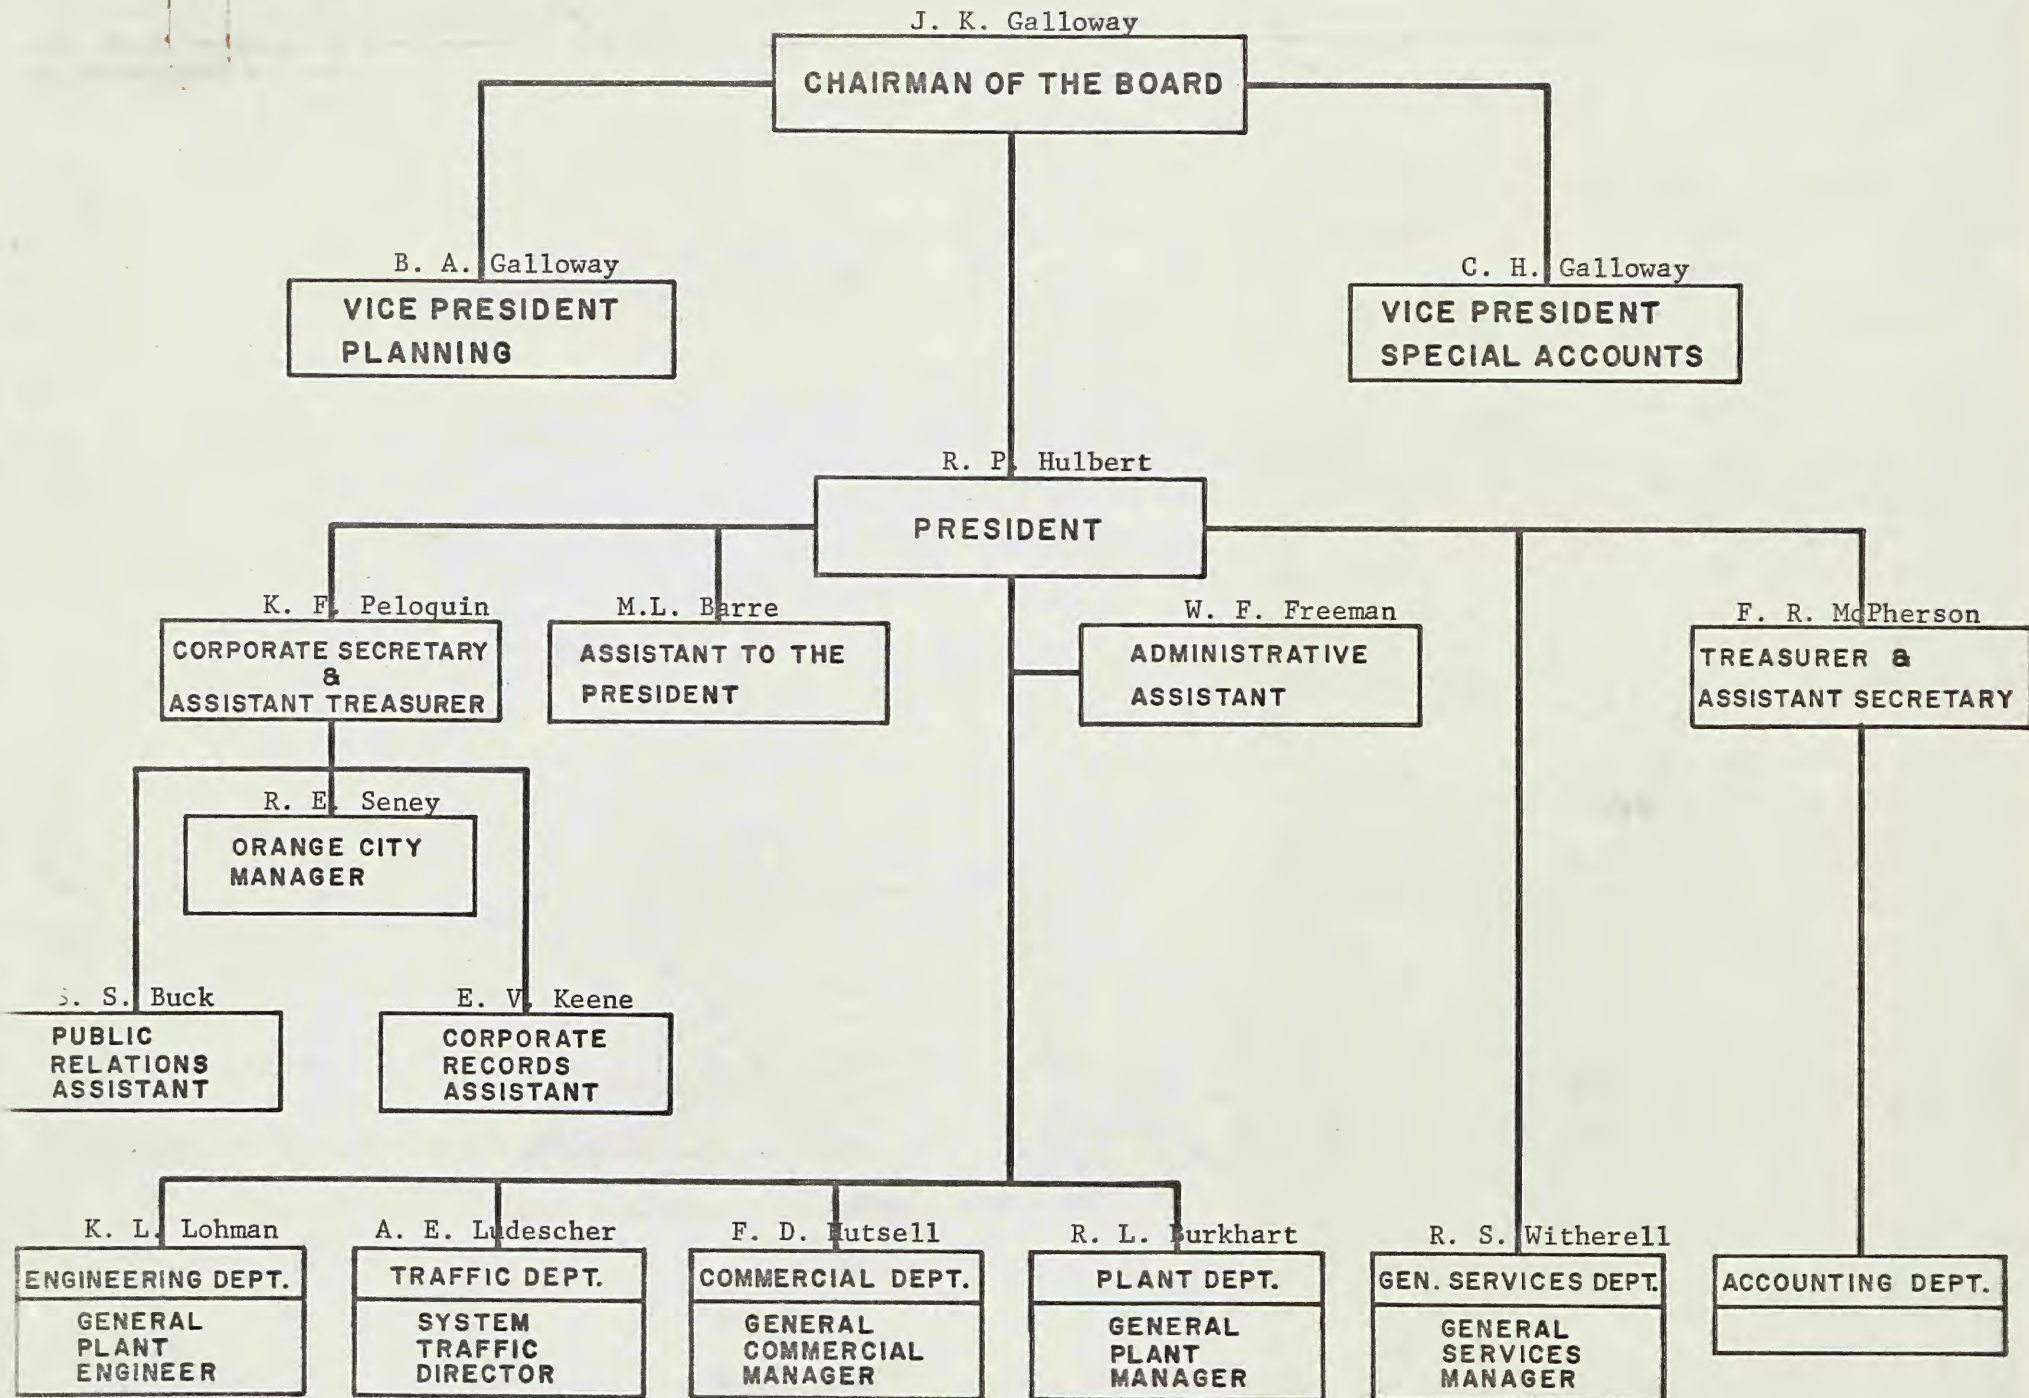 J. K. Galloway
CHAIRMAN OF THE BOARD
B. A. Galloway
VICE PRESIDENT
PLANNING
C. H. Galloway
VICE PRESIDENT
SPECIAL ACCOUNTS
R. P. Hulbert
PRESIDENT
K. F. Peloquin
CORPORATE SECRETARY
&
ASSISTANT TREASURER
M.L. Barre
ASSISTANT TO THE
PRESIDENT
W. F. Freeman
ADMINISTRATIVE
ASSISTANT
F. R. McPherson
TREASURER &
ASSISTANT SECRETARY
R. E. Seney
ORANGE CITY
MANAGER
S. Buck
PUBLIC
RELATIONS
ASSISTANT
E. V. Keene
CORPORATE
RECORDS
ASSISTANT
K. L. Lohman
ENGINEERING DEPT.
GENERAL
PLANT
ENGINEER
A. E. Ludescher
TRAFFIC DEPT.
SYSTEM
TRAFFIC
DIRECTOR
F. D. Hutsell
COMMERCIAL DEPT.
GENERAL
COMMERCIAL
MANAGER
R. L. Burkhart
PLANT DEPT.
GENERAL
PLANT
MANAGER
R. S. Witherell
GEN. SERVICES DEPT.
GENERAL
SERVICES
MANAGER
ACCOUNTING DEPT.